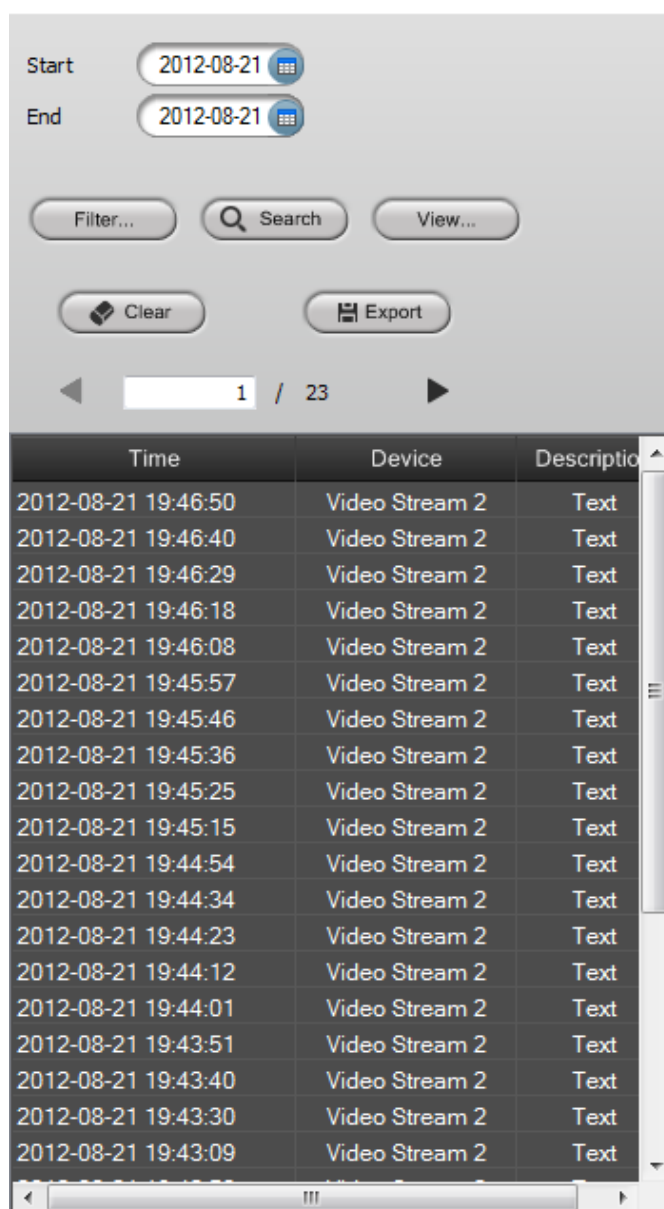 Start 2012-08-21
End 2012-08-21
Filter... Search View...
Clear Export
1 / 23
Time Device Descriptio
2012-08-21 19:46:50 Video Stream 2 Text
2012-08-21 19:46:40 Video Stream 2 Text
2012-08-21 19:46:29 Video Stream 2 Text
2012-08-21 19:46:18 Video Stream 2 Text
2012-08-21 19:46:08 Video Stream 2 Text
2012-08-21 19:45:57 Video Stream 2 Text
2012-08-21 19:45:46 Video Stream 2 Text
2012-08-21 19:45:36 Video Stream 2 Text
2012-08-21 19:45:25 Video Stream 2 Text
2012-08-21 19:45:15 Video Stream 2 Text
2012-08-21 19:44:54 Video Stream 2 Text
2012-08-21 19:44:34 Video Stream 2 Text
2012-08-21 19:44:23 Video Stream 2 Text
2012-08-21 19:44:12 Video Stream 2 Text
2012-08-21 19:44:01 Video Stream 2 Text
2012-08-21 19:43:51 Video Stream 2 Text
2012-08-21 19:43:40 Video Stream 2 Text
2012-08-21 19:43:30 Video Stream 2 Text
2012-08-21 19:43:09 Video Stream 2 Text